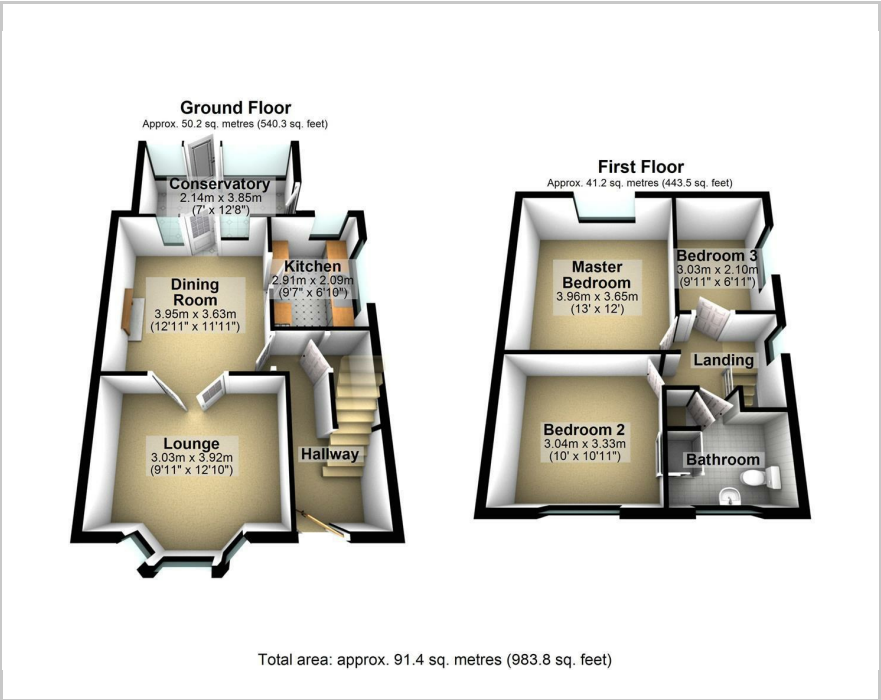 Ground Floor
Approx. 50.2 sq. metres (540.3 sq. feet)
Conservatory
2.14m x 3.85m
(7' x 12'8")
Kitchen
2.91m x 2.09m
(9'7" x 6'10")
Dining
Room
3.95m x 3.63m
(12'11" x 11'11")
Lounge
3.03m x 3.92m
(9'11" x 12'10")
Hallway
First Floor
Approx. 41.2 sq. metres (443.5 sq. feet)
Master
Bedroom
3.96m x 3.65m
(13' x 12')
Bedroom 3
3.03m x 2.10m
(9'11" x 6'11")
Landing
Bedroom 2
3.04m x 3.33m
(10' x 10'11")
Bathroom
Total area: approx. 91.4 sq. metres (983.8 sq. feet)